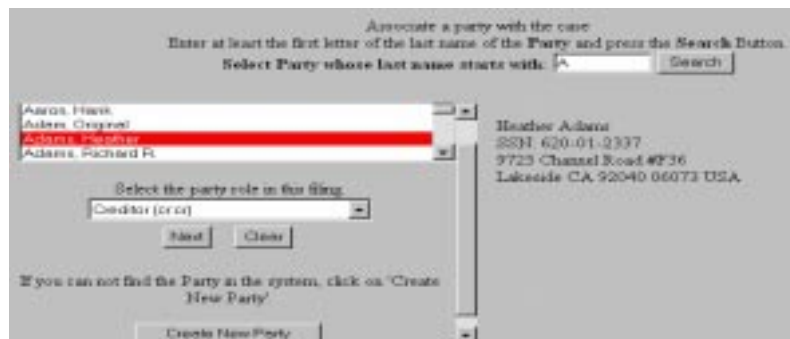 Associate a party with the case
Enter at least the first letter of the last name of the Party and press the Search Button.
Select Party whose last name starts with: A Search
Aaron, Hank
Adam, Original
Adams, Heather
Adams, Richard R.
Heather Adams
SSN: 620-01-2337
9725 Channel Road #F36
Lakeside CA 92040 06073 USA
Select the party role in this filing.
Creditor (cr:cr)
Next Clear
If you can not find the Party in the system, click on 'Create
New Party'
Create New Party